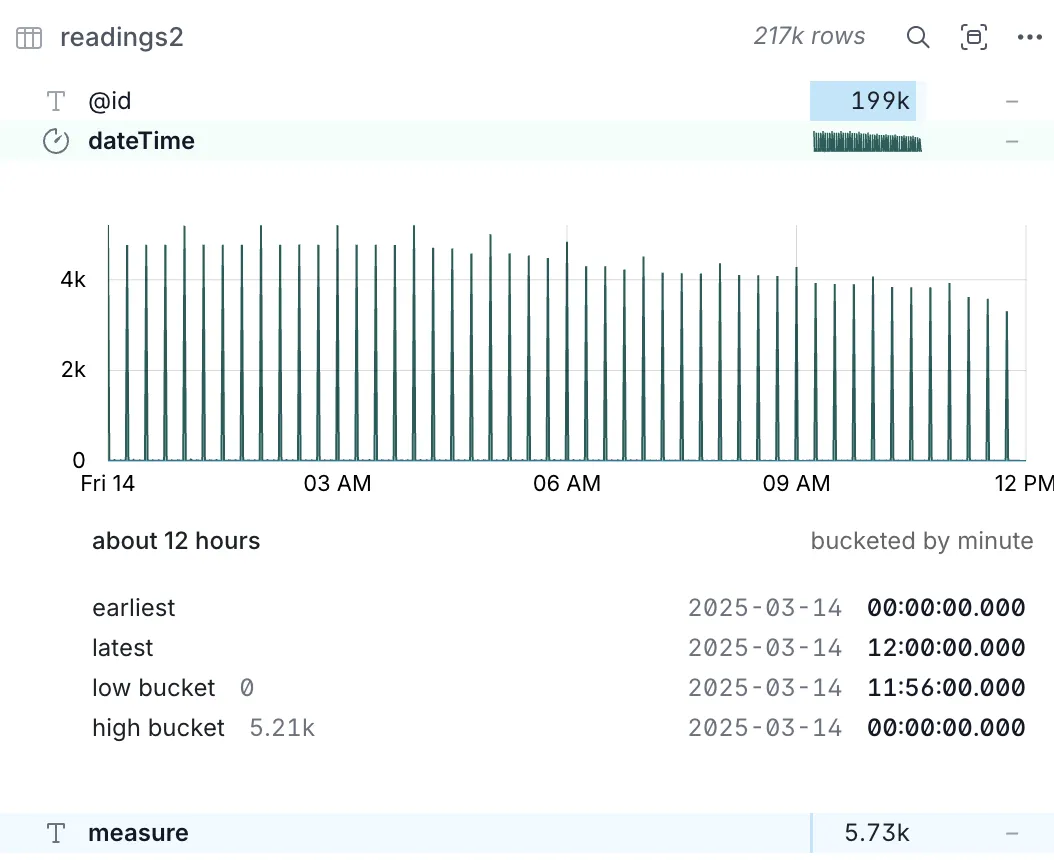 readings2 217k rows
@id 199k –
dateTime –
4k
2k
0
Fri 14 03 AM 06 AM 09 AM 12 PM
about 12 hours bucketed by minute
earliest 2025-03-14 00:00:00.000
latest 2025-03-14 12:00:00.000
low bucket 0 2025-03-14 11:56:00.000
high bucket 5.21k 2025-03-14 00:00:00.000
measure 5.73k –